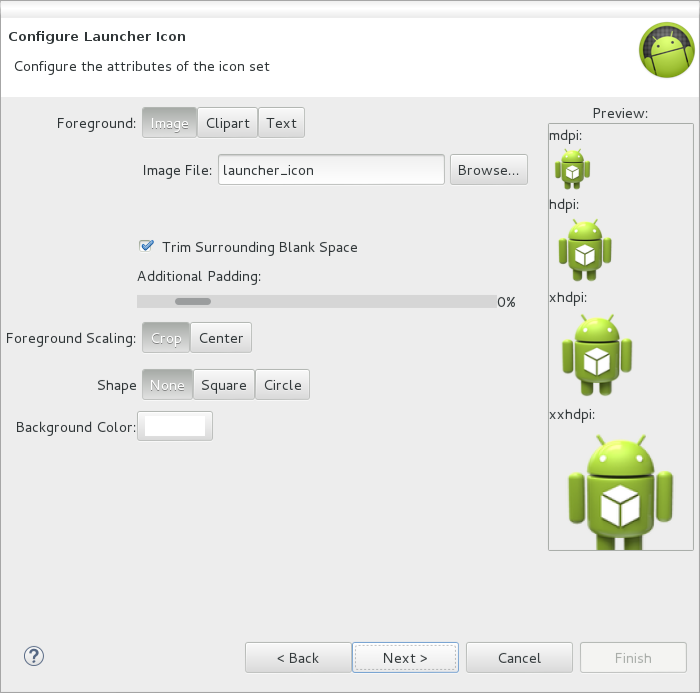 Configure Launcher Icon
Configure the attributes of the icon set
Foreground: Image Clipart Text
Preview:
mdpi:
Image File: launcher_icon Browse...
hdpi:
Trim Surrounding Blank Space
Additional Padding:
xhdpi:
0%
Foreground Scaling: Crop Center
Shape None Square Circle
xxhdpi:
Background Color:
? < Back Next > Cancel Finish